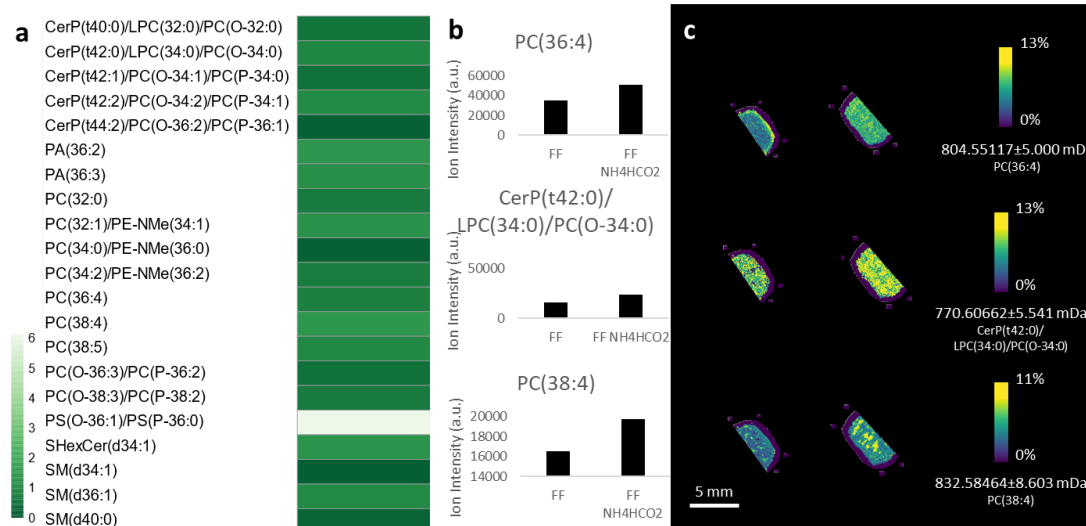 a
CerP(t40:0)/LPC(32:0)/PC(O-32:0)
CerP(t42:0)/LPC(34:0)/PC(O-34:0)
CerP(t42:1)/PC(O-34:1)/PC(P-34:0)
CerP(t42:2)/PC(O-34:2)/PC(P-34:1)
CerP(t44:2)/PC(O-36:2)/PC(P-36:1)
PA(36:2)
PA(36:3)
PC(32:0)
PC(32:1)/PE-NMe(34:1)
PC(34:0)/PE-NMe(36:0)
PC(34:2)/PE-NMe(36:2)
PC(36:4)
PC(38:4)
PC(38:5)
PC(O-36:3)/PC(P-36:2)
PC(O-38:3)/PC(P-38:2)
PS(O-36:1)/PS(P-36:0)
SHexCer(d34:1)
SM(d34:1)
SM(d36:1)
SM(d40:0)
6
5
4
3
2
1
0
b
PC(36:4)
Ion Intensity (a.u.)
60000
40000
20000
0
FF
FF
NH4HCO2
CerP(t42:0)/
LPC(34:0)/PC(O-34:0)
Ion Intensity (a.u.)
50000
0
FF
FF NH4HCO2
PC(38:4)
Ion Intensity (a.u.)
20000
18000
16000
14000
FF
FF
NH4HCO2
c
13%
0%
804.55117±5.000 mDa
PC(36:4)
13%
0%
770.60662±5.541 mDa
CerP(t42:0)/
LPC(34:0)/PC(O-34:0)
11%
0%
832.58464±8.603 mDa
PC(38:4)
5 mm